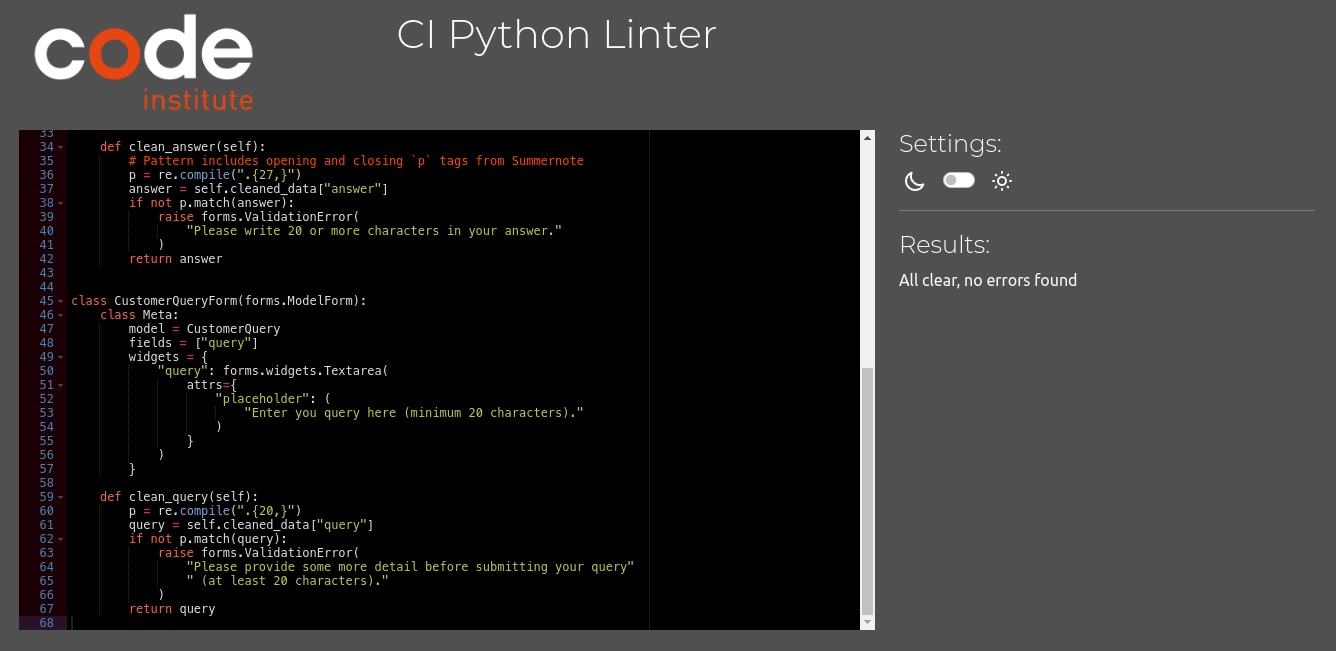 code
institute
CI Python Linter
33
34 def clean_answer(self):
35 # Pattern includes opening and closing `p` tags from Summernote
36 p = re.compile(".{27,}")
37 answer = self.cleaned_data["answer"]
38 if not p.match(answer):
39 raise forms.ValidationError(
40 "Please write 20 or more characters in your answer."
41 )
42 return answer
43
44
45 class CustomerQueryForm(forms.ModelForm):
46 class Meta:
47 model = CustomerQuery
48 fields = ["query"]
49 widgets = {
50 "query": forms.widgets.Textarea(
51 attrs={
52 "placeholder": (
53 "Enter you query here (minimum 20 characters)."
54 )
55 }
56 )
57 }
58
59 def clean_query(self):
60 p = re.compile(".{20,}")
61 query = self.cleaned_data["query"]
62 if not p.match(query):
63 raise forms.ValidationError(
64 "Please provide some more detail before submitting your query"
65 " (at least 20 characters)."
66 )
67 return query
68
Settings:
Results:
All clear, no errors found